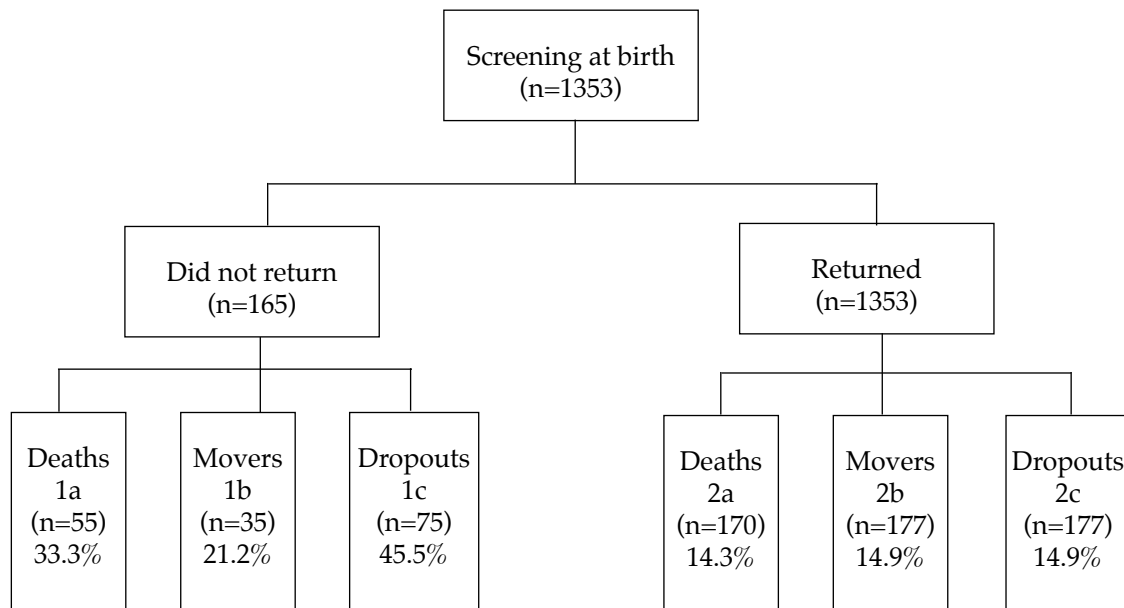 Screening at birth
(n=1353)
Did not return
(n=165)
Returned
(n=1353)
Deaths
1a
(n=55)
33.3%
Movers
1b
(n=35)
21.2%
Dropouts
1c
(n=75)
45.5%
Deaths
2a
(n=170)
14.3%
Movers
2b
(n=177)
14.9%
Dropouts
2c
(n=177)
14.9%